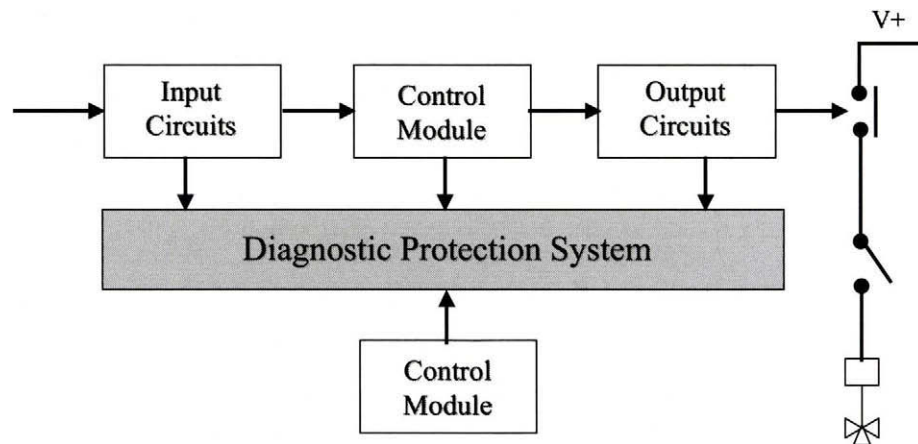 V+
Input
Circuits
Control
Module
Output
Circuits
Diagnostic Protection System
Control
Module